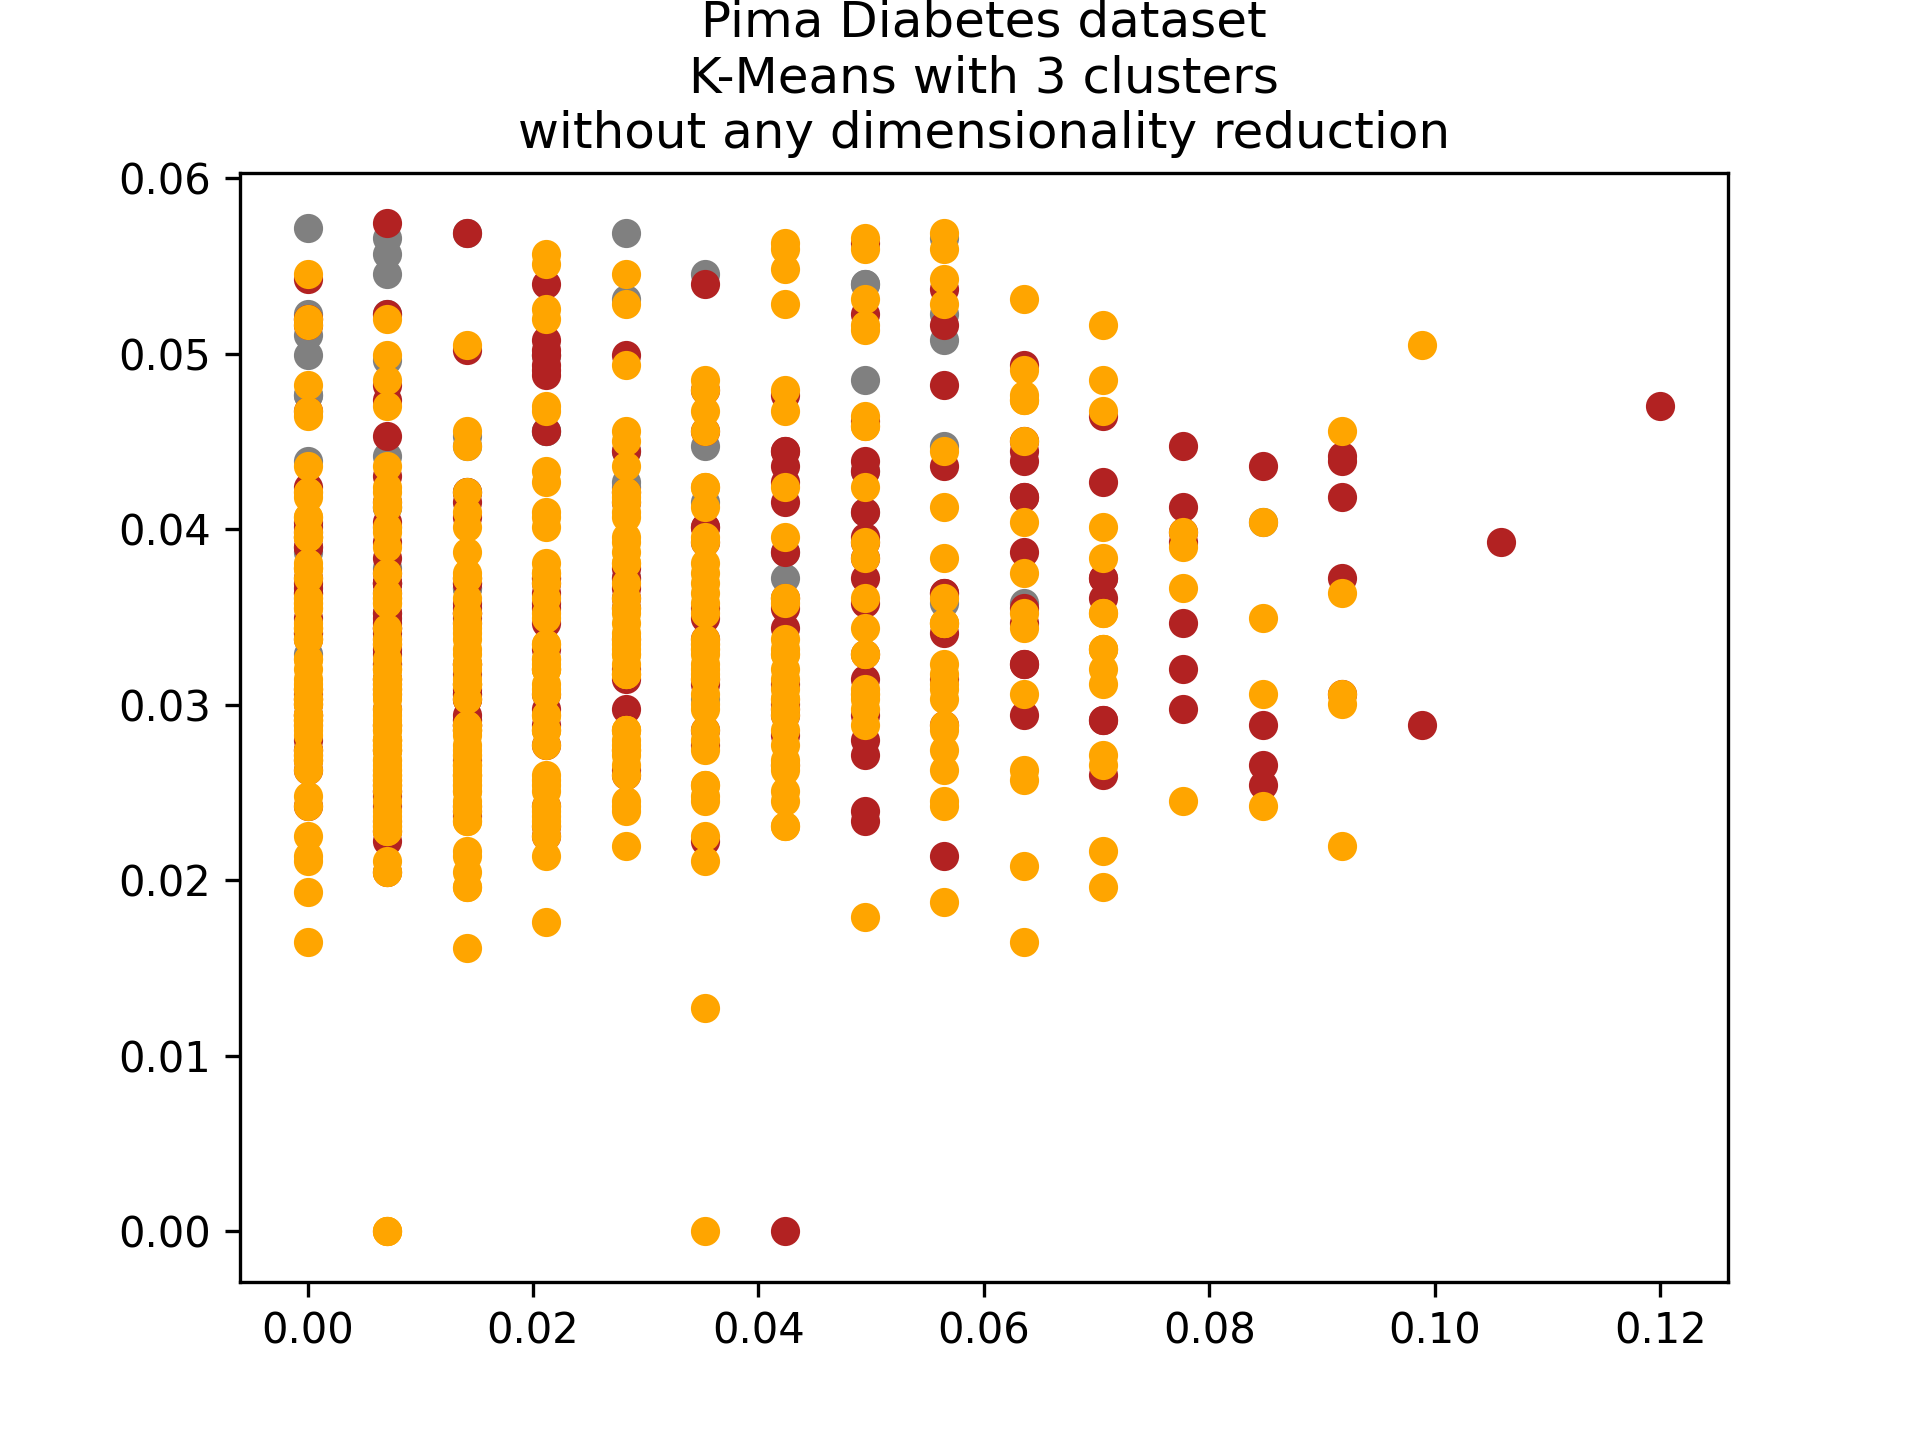 Pima Diabetes dataset
K-Means with 3 clusters
without any dimensionality reduction
0.06
0.05
0.04
0.03
0.02
0.01
0.00
0.00 0.02 0.04 0.06 0.08 0.10 0.12